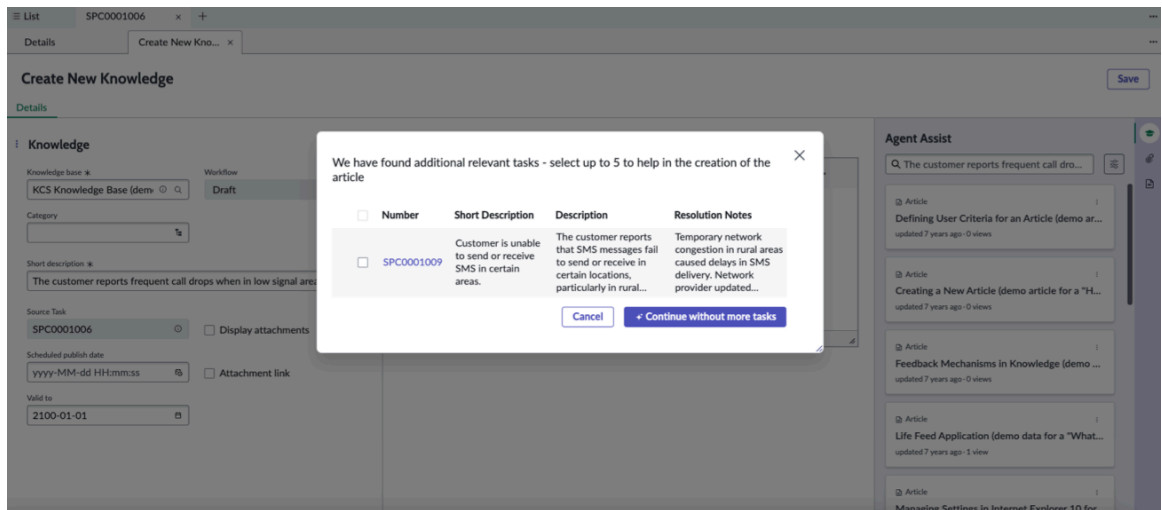 List
SPC0001006 × +
Details
Create New Kno... ×
Create New Knowledge
Save
Details
Knowledge
Knowledge base
KCS Knowledge Base (dem
Workflow
Draft
Category
Short description
The customer reports frequent call drops when in low signal area
Source Task
SPC0001006
Display attachments
Scheduled publish date
yyyy-MM-dd HH:mm:ss
Attachment link
Valid to
2100-01-01
We have found additional relevant tasks - select up to 5 to help in the creation of the
article
Number Short Description Description Resolution Notes
SPC0001009
Customer is unable
to send or receive
SMS in certain
areas.
The customer reports
that SMS messages fail
to send or receive in
certain locations,
particularly in rural...
Temporary network
congestion in rural areas
caused delays in SMS
delivery. Network
provider updated...
Cancel
Continue without more tasks
Agent Assist
The customer reports frequent call dro...
Article
Defining User Criteria for an Article (demo ar...
updated 7 years ago · 0 views
Article
Creating a New Article (demo article for a "H...
updated 7 years ago · 0 views
Article
Feedback Mechanisms in Knowledge (demo ...
updated 7 years ago · 0 views
Article
Life Feed Application (demo data for a "What...
updated 7 years ago · 1 view
Article
Managing Settings in Internet Explorer 10 for